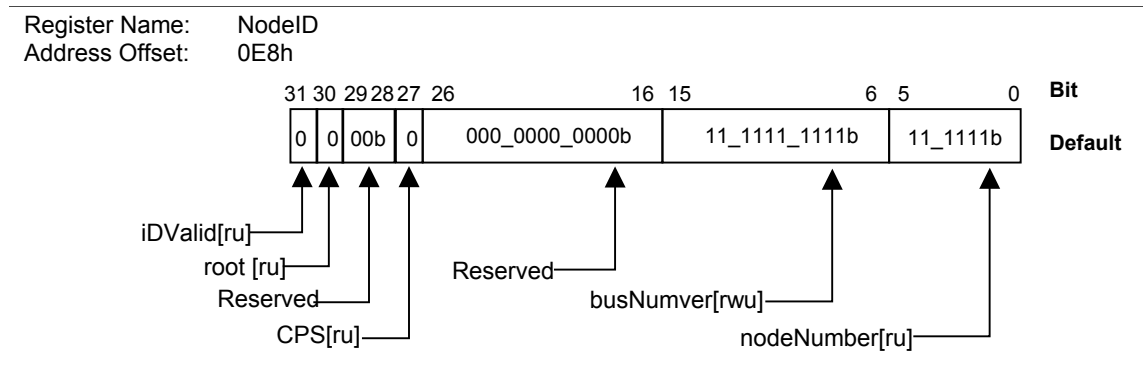 Register Name: NodeID
Address Offset: 0E8h
31 30 29 28 27 26 16 15 6 5 0 Bit
0 0 00b 0 000_0000_0000b 11_1111_1111b 11_1111b Default
iDValid[ru]
root [ru]
Reserved
Reserved
busNumver[rwu]
CPS[ru]
nodeNumber[ru]